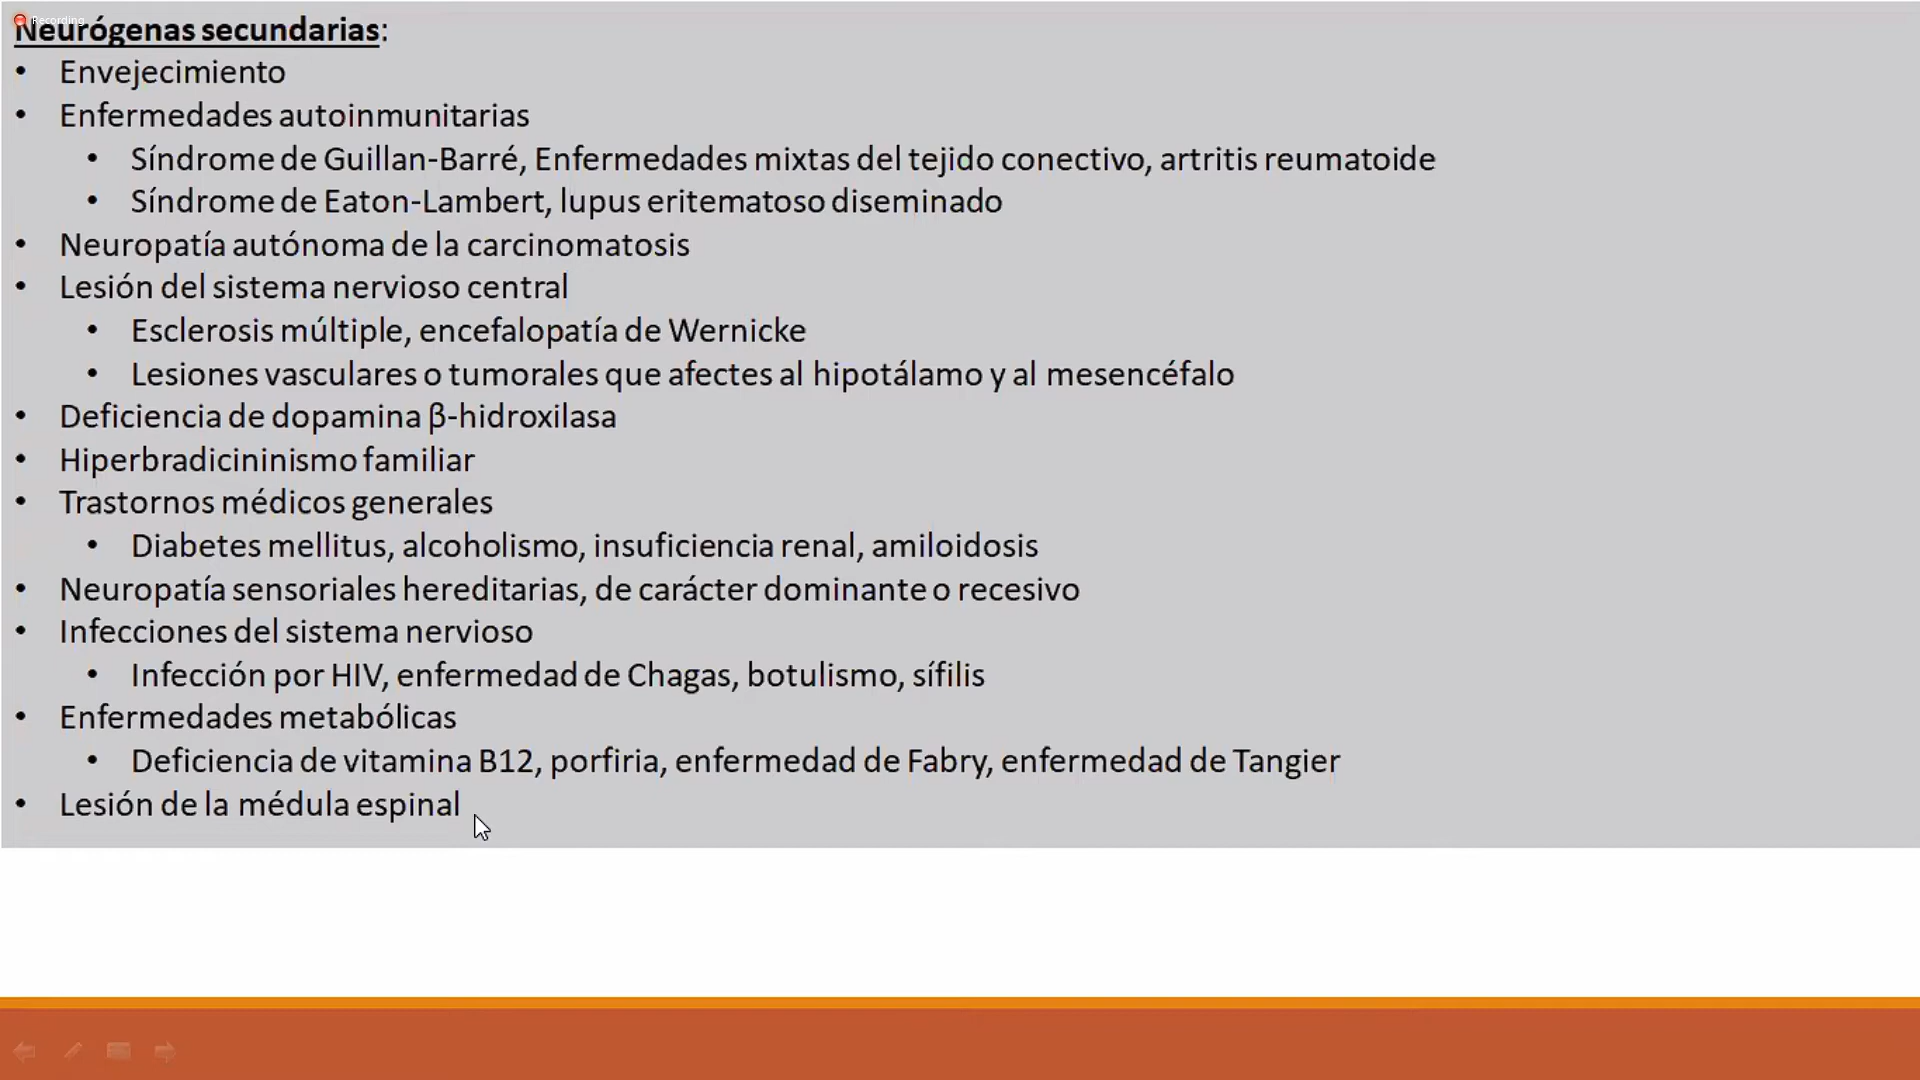 Recording
Neurógenas secundarias:
• Envejecimiento
• Enfermedades autoinmunitarias
• Síndrome de Guillan-Barré, Enfermedades mixtas del tejido conectivo, artritis reumatoide
• Síndrome de Eaton-Lambert, lupus eritematoso diseminado
• Neuropatía autónoma de la carcinomatosis
• Lesión del sistema nervioso central
• Esclerosis múltiple, encefalopatía de Wernicke
• Lesiones vasculares o tumorales que afectes al hipotálamo y al mesencéfalo
• Deficiencia de dopamina β-hidroxilasa
• Hiperbradicininismo familiar
• Trastornos médicos generales
• Diabetes mellitus, alcoholismo, insuficiencia renal, amiloidosis
• Neuropatía sensoriales hereditarias, de carácter dominante o recesivo
• Infecciones del sistema nervioso
• Infección por HIV, enfermedad de Chagas, botulismo, sífilis
• Enfermedades metabólicas
• Deficiencia de vitamina B12, porfiria, enfermedad de Fabry, enfermedad de Tangier
• Lesión de la médula espinal